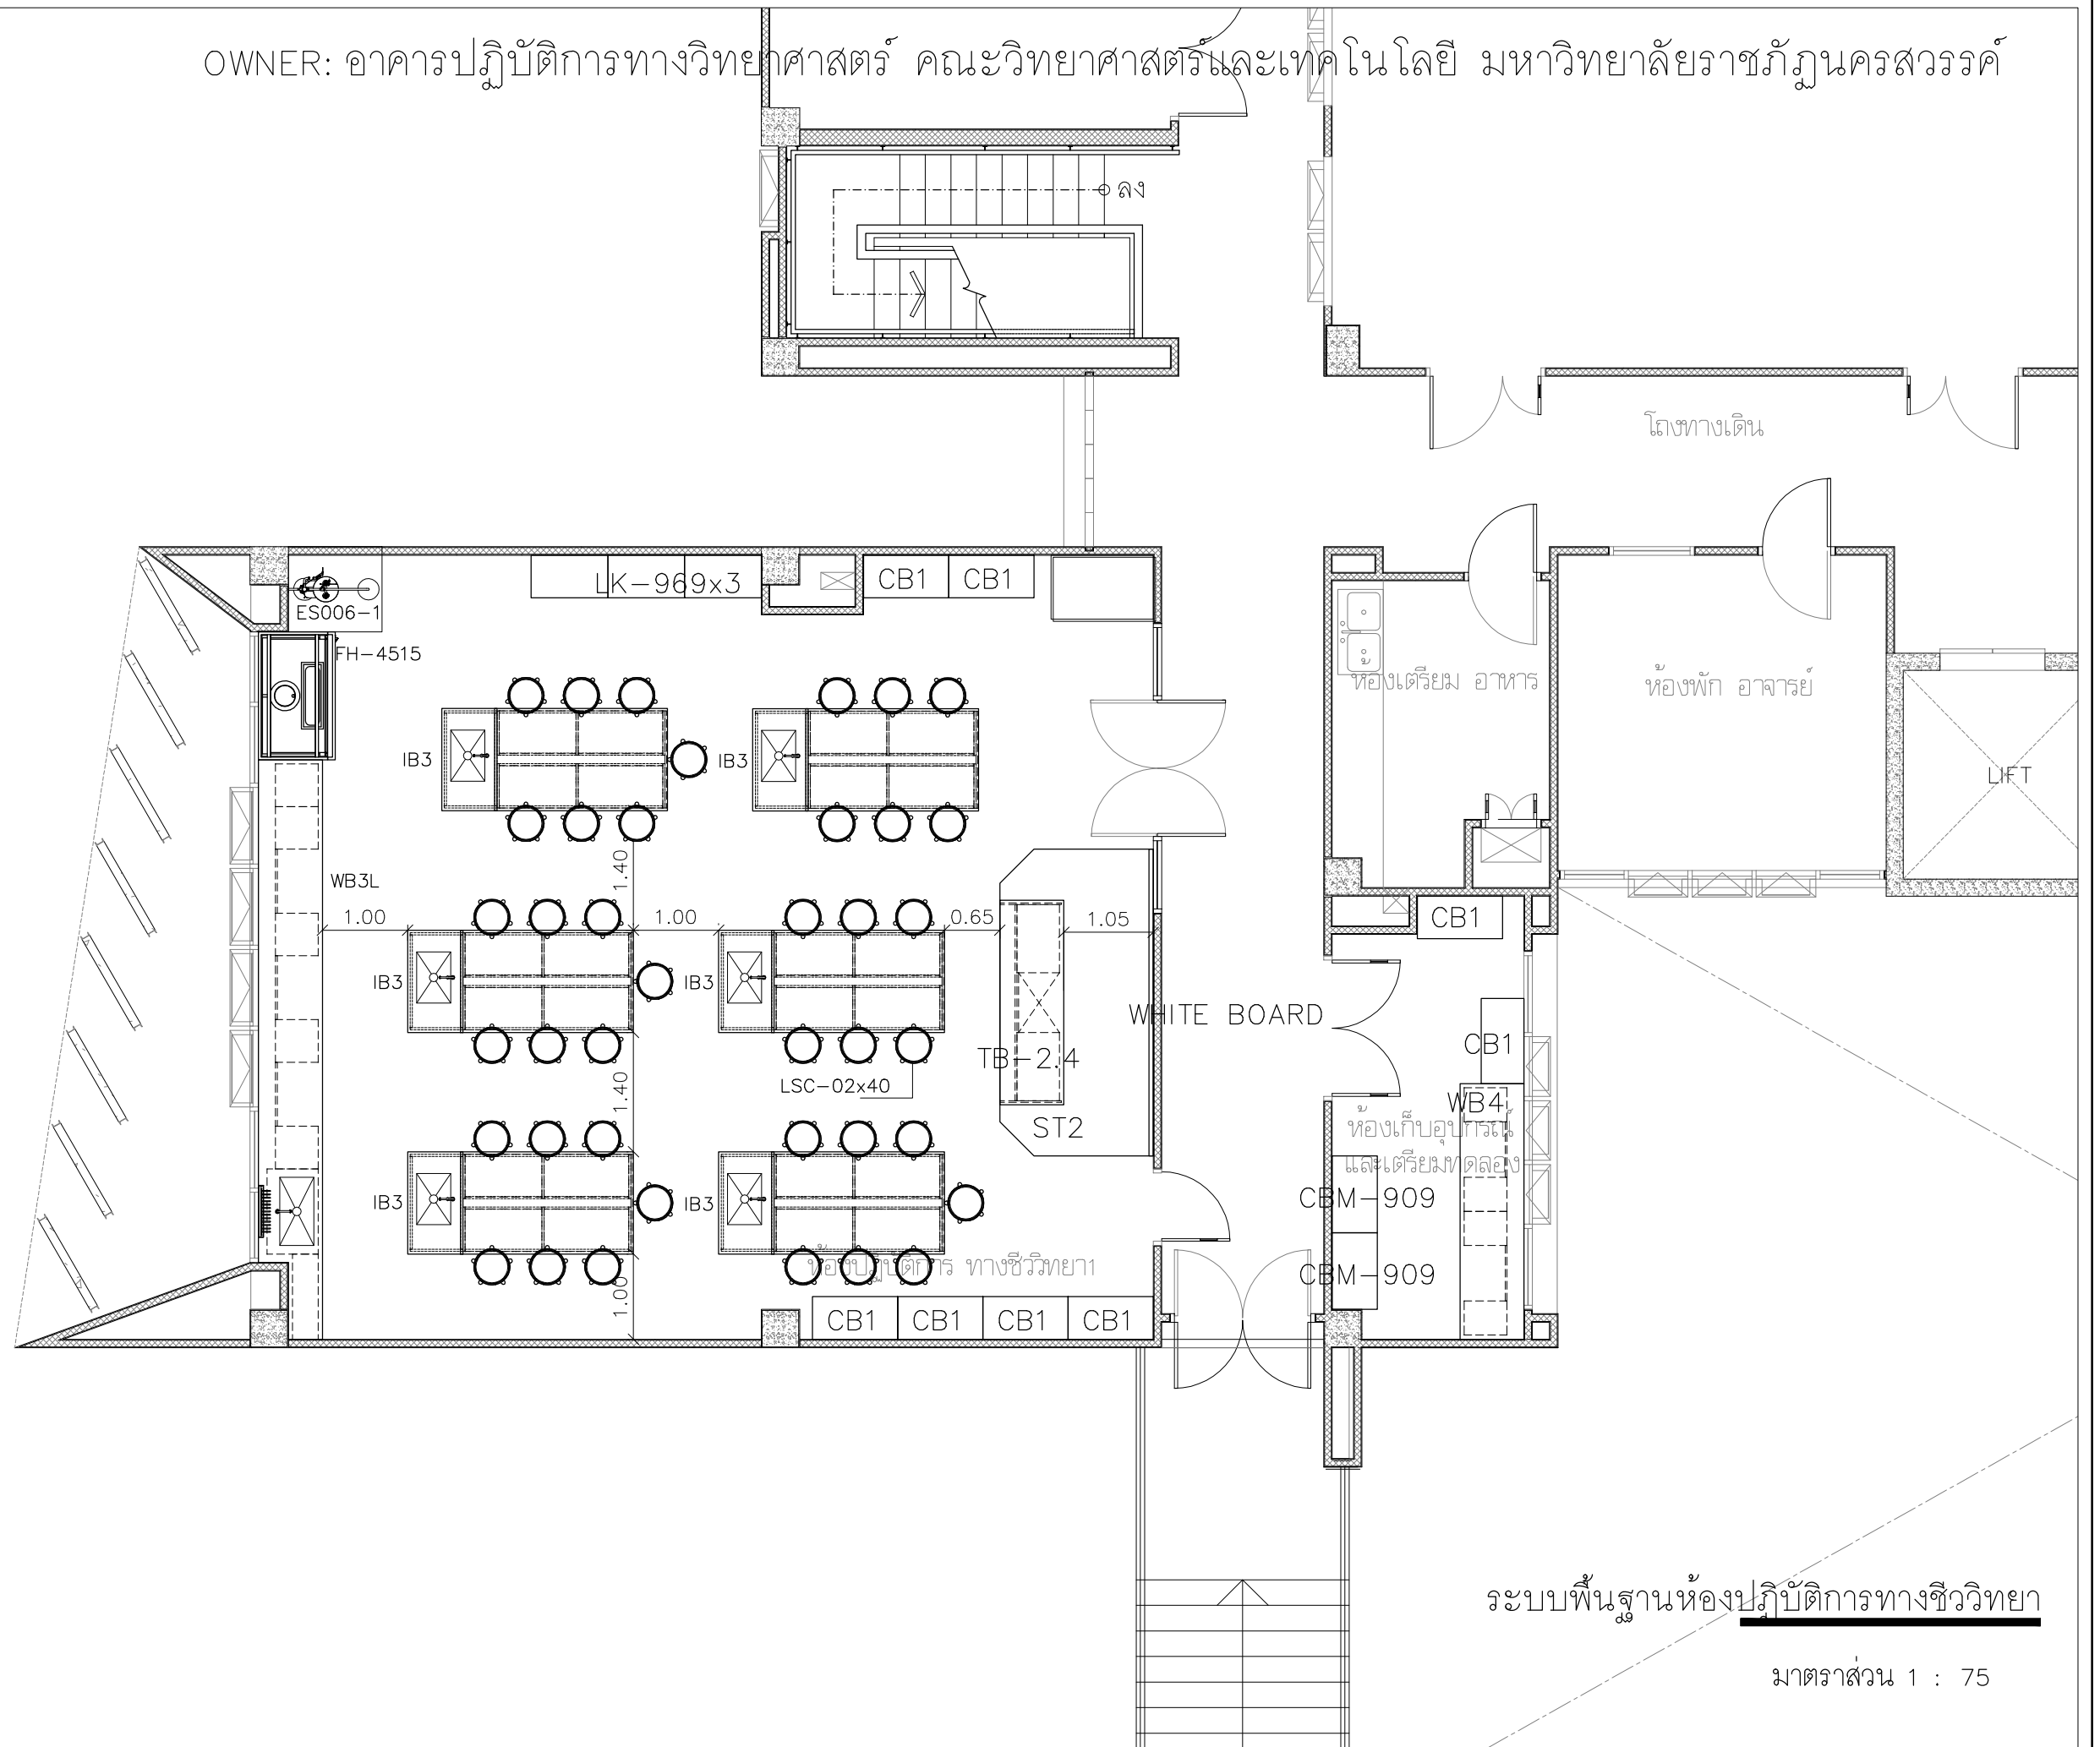 OWNER: อาคารปฏิบัติการทางวิทยาศาสตร์ คณะวิทยาศาสตร์และเทคโนโลยี มหาวิทยาลัยราชภัฏนครสวรรค์
ลง
โถงทางเดิน
LK-969x3
CB1
CB1
ES006-1
FH-4515
ห้องเตรียม อาหาร
ห้องพัก อาจารย์
IB3
IB3
LIFT
1.40
WB3L
1.00
1.00
0.65
1.05
CB1
IB3
IB3
WHITE BOARD
CB1
TB-2.4
1.40
LSC-02x40
ST2
WB4
ห้องเก็บอุปกรณ์
และเตรียมทดลอง
IB3
IB3
CBM-909
ห้องปฏิบัติการ ทางชีววิทยา1
CBM-909
1.00
CB1
CB1
CB1
CB1
ระบบพื้นฐานห้องปฏิบัติการทางชีววิทยา
มาตราส่วน 1 : 75